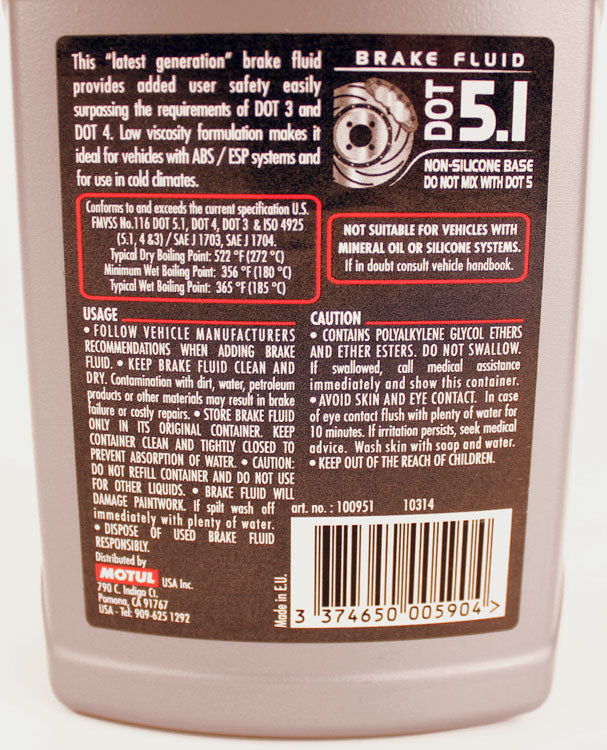 This "latest generation" brake fluid
provides added user safety easily
surpassing the requirements of DOT 3 and
DOT 4. Low viscosity formulation makes it
ideal for vehicles with ABS / ESP systems and
for use in cold climates.
BRAKE FLUID
DOT 5.1
NON-SILICONE BASE
DO NOT MIX WITH DOT 5
Conforms to and exceeds the current specification U.S.
FMVSS No.116 DOT 5.1, DOT 4, DOT 3 & ISO 4925
(5.1, 4 &3) / SAE J 1703, SAE J 1704.
Typical Dry Boiling Point: 522 °F (272 °C)
Minimum Wet Boiling Point: 356 °F (180 °C)
Typical Wet Boiling Point: 365 °F (185 °C)
NOT SUITABLE FOR VEHICLES WITH
MINERAL OIL OR SILICONE SYSTEMS.
If in doubt consult vehicle handbook.
USAGE
• FOLLOW VEHICLE MANUFACTURERS
RECOMMENDATIONS WHEN ADDING BRAKE
FLUID. • KEEP BRAKE FLUID CLEAN AND
DRY. Contamination with dirt, water, petroleum
products or other materials may result in brake
failure or costly repairs. • STORE BRAKE FLUID
ONLY IN ITS ORIGINAL CONTAINER. KEEP
CONTAINER CLEAN AND TIGHTLY CLOSED TO
PREVENT ABSORPTION OF WATER. • CAUTION:
DO NOT REFILL CONTAINER AND DO NOT USE
FOR OTHER LIQUIDS. • BRAKE FLUID WILL
DAMAGE PAINTWORK. If spilt wash off
immediately with plenty of water.
• DISPOSE OF USED BRAKE FLUID
RESPONSIBLY.
Distributed by
MOTUL USA Inc.
790 C. Indigo Ct.
Pomona, CA 91767
USA - Tel: 909-625 1292
CAUTION
• CONTAINS POLYALKYLENE GLYCOL ETHERS
AND ETHER ESTERS. DO NOT SWALLOW.
If swallowed, call medical assistance
immediately and show this container.
• AVOID SKIN AND EYE CONTACT. In case
of eye contact flush with plenty of water for
10 minutes. If irritation persists, seek medical
advice. Wash skin with soap and water.
• KEEP OUT OF THE REACH OF CHILDREN.
art. no. : 100951 10314
Made in E.U.
3 374650 005904 >